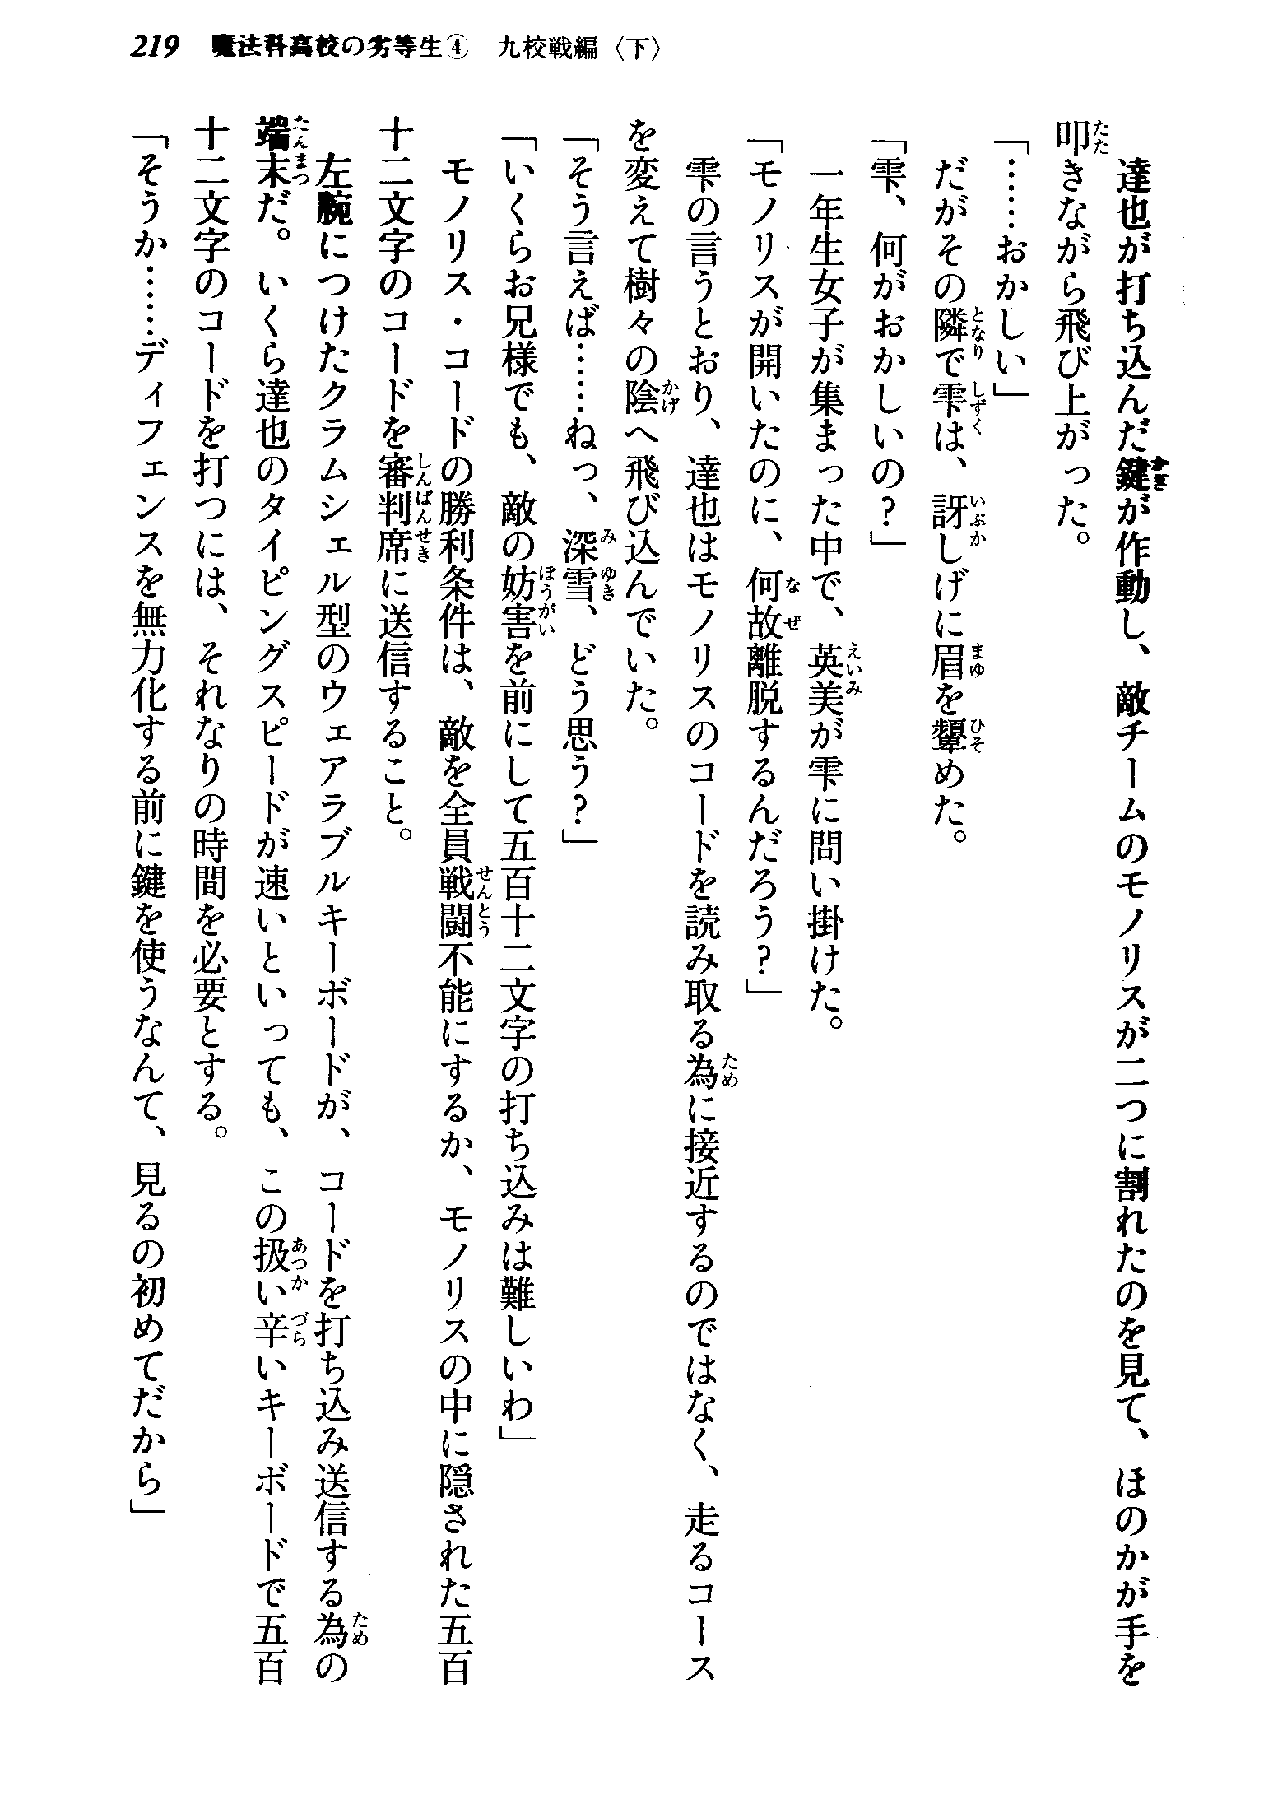 219 魔法科高校の劣等生④ 九校戦編〈下〉
達也が打ち込んだ鍵が作動し、敵チームのモノリスが二つに割れたのを見て、ほのかが手を
叩きながら飛び上がった。
「……おかしい」
だがその隣で雫は、訝しげに眉を顰めた。
「雫、何がおかしいの？」
一年生女子が集まった中で、英美が雫に問い掛けた。
「モノリスが開いたのに、何故離脱するんだろう？」
雫の言うとおり、達也はモノリスのコードを読み取る為に接近するのではなく、走るコース
を変えて樹々の陰へ飛び込んでいた。
「そう言えば……ねっ、深雪、どう思う？」
「いくらお兄様でも、敵の妨害を前にして五百十二文字の打ち込みは難しいわ」
モノリス・コードの勝利条件は、敵を全員戦闘不能にするか、モノリスの中に隠された五百
十二文字のコードを審判席に送信すること。
左腕につけたクラムシェル型のウェアラブルキーボードが、コードを打ち込み送信する為の
端末だ。いくら達也のタイピングスピードが速いといっても、この扱い辛いキーボードで五百
十二文字のコードを打つには、それなりの時間を必要とする。
「そうか……ディフェンスを無力化する前に鍵を使うなんて、見るの初めてだから」